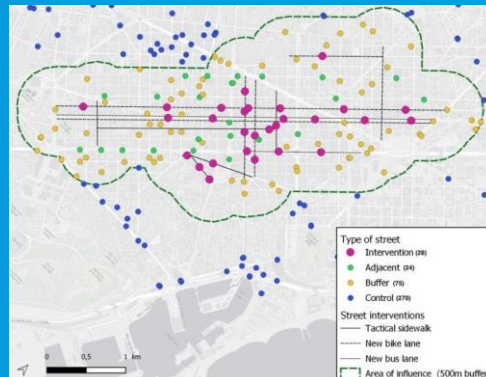 Type of street
Intervention (28)
Adjacent (24)
Buffer (75)
Control (278)
Street interventions
Tactical sidewalk
New bike lane
New bus lane
Area of influence (500m buffer)
0 0,5 1 km